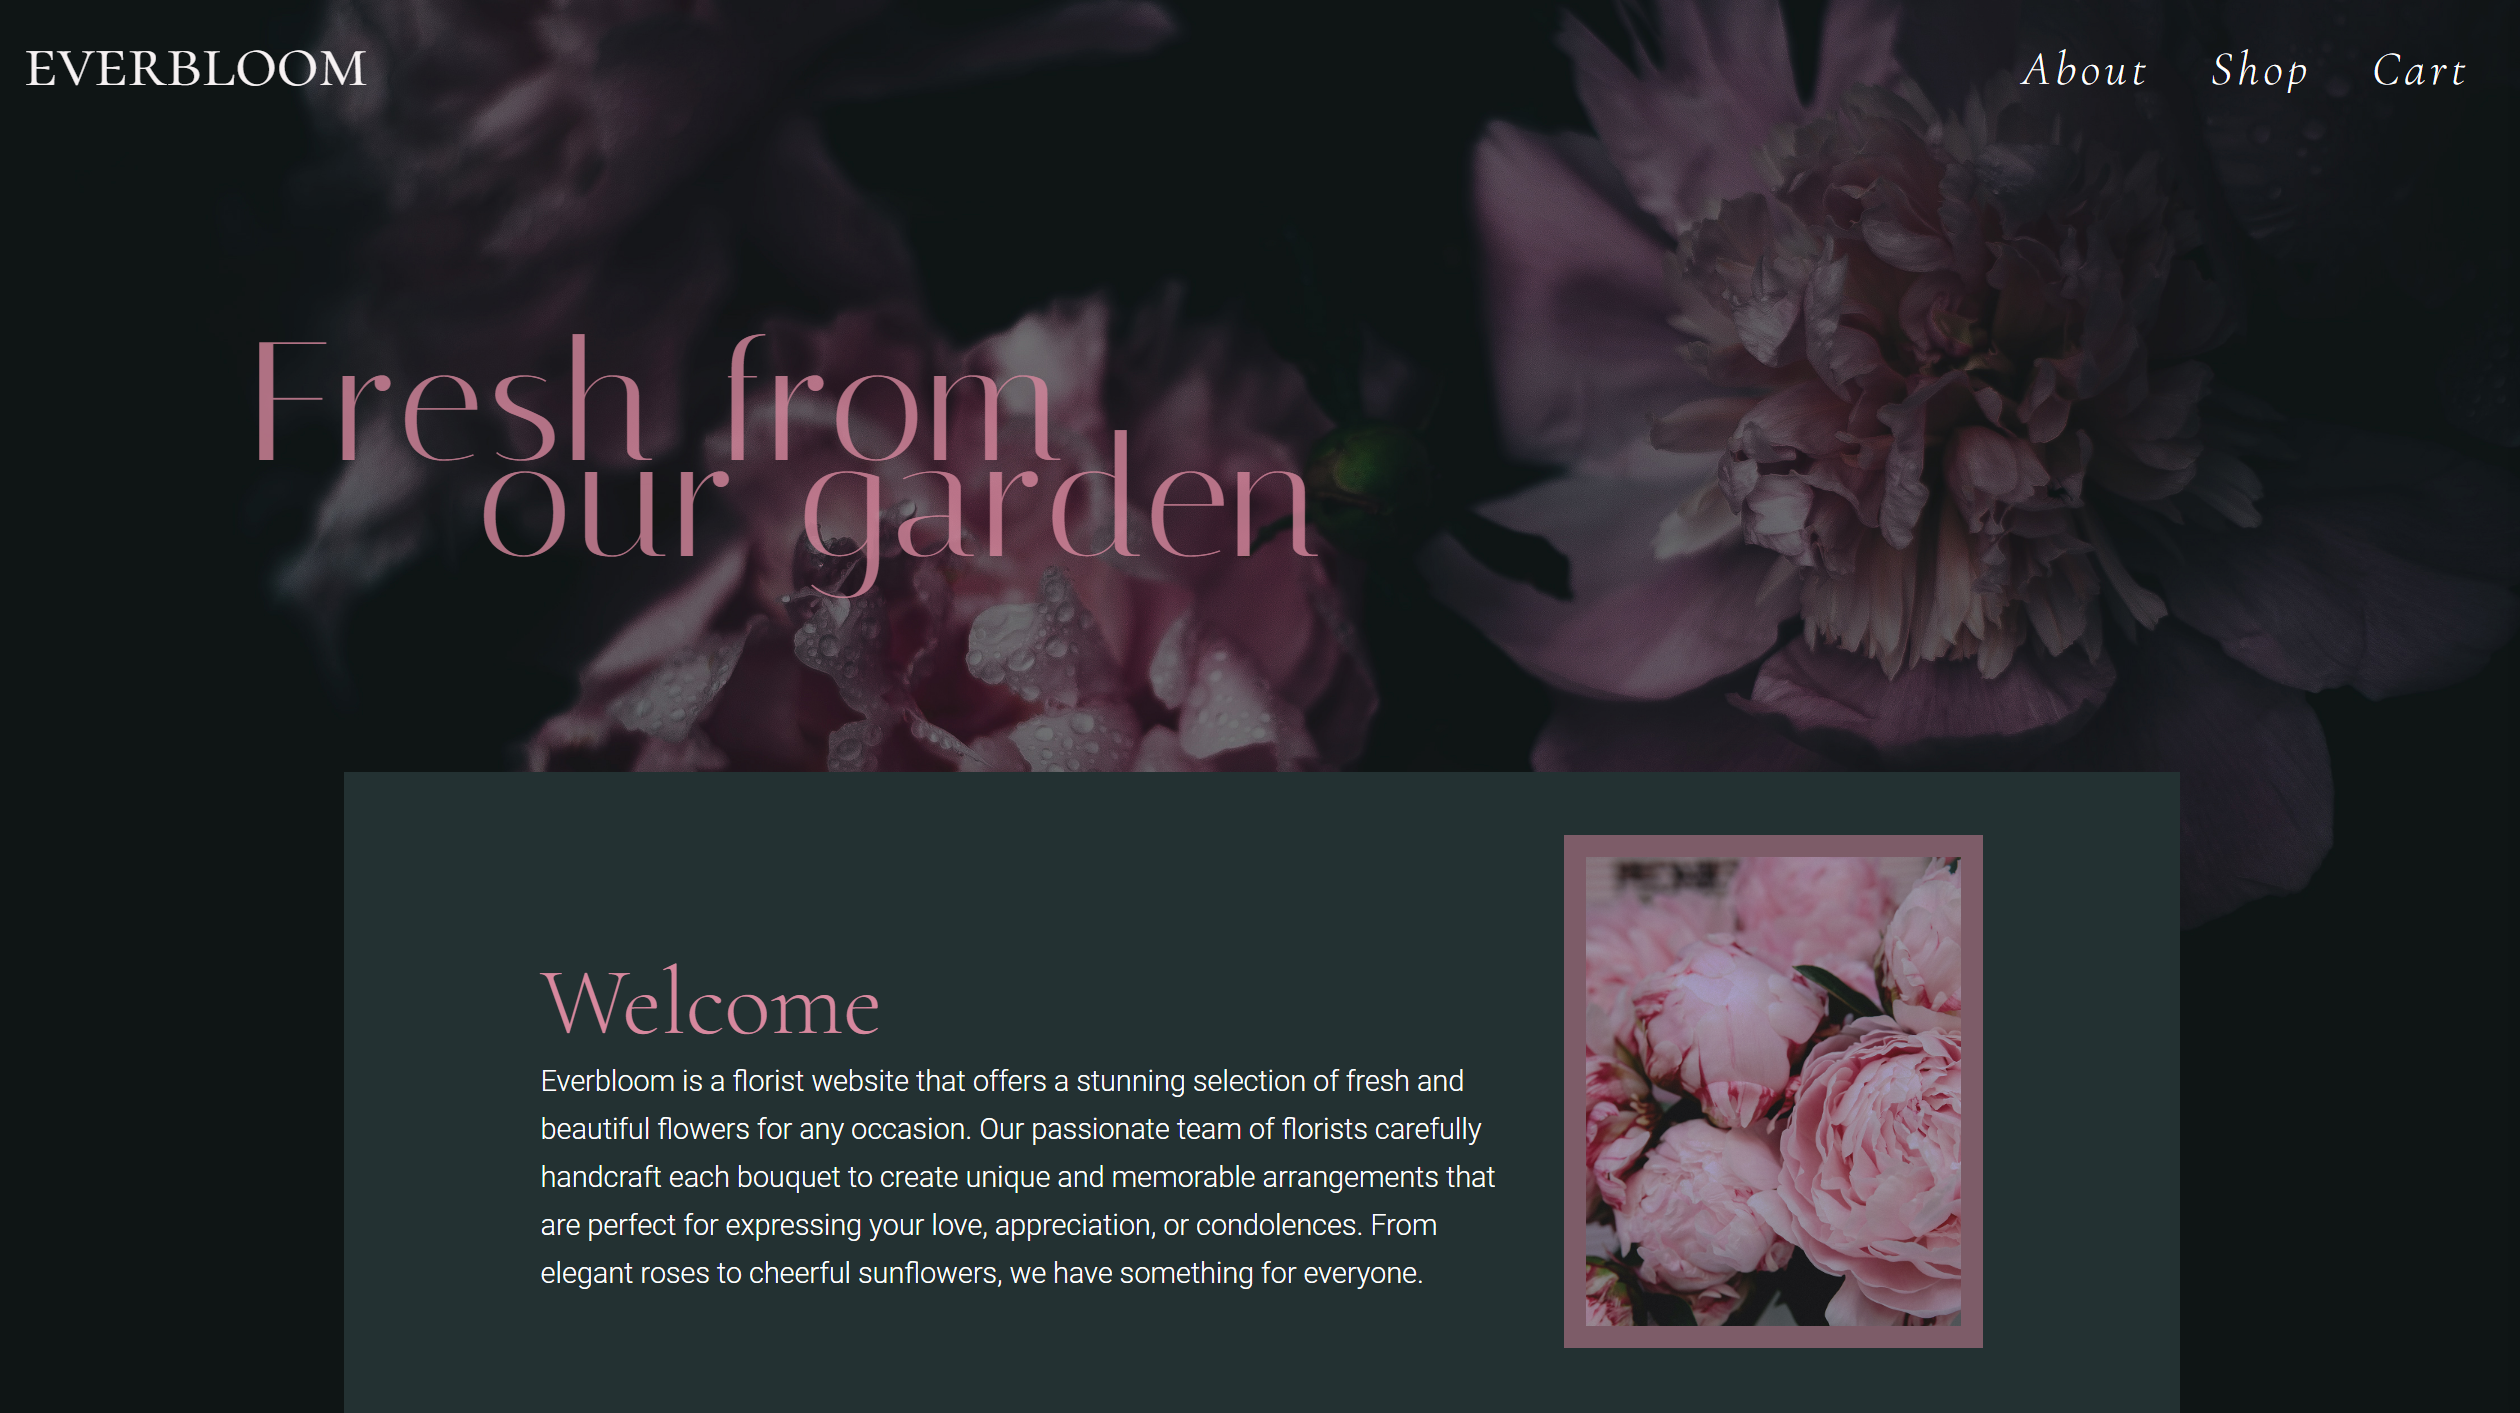 EVERBLOOM
About Shop Cart
Fresh from
our garden
Welcome
Everbloom is a florist website that offers a stunning selection of fresh and
beautiful flowers for any occasion. Our passionate team of florists carefully
handcraft each bouquet to create unique and memorable arrangements that
are perfect for expressing your love, appreciation, or condolences. From
elegant roses to cheerful sunflowers, we have something for everyone.